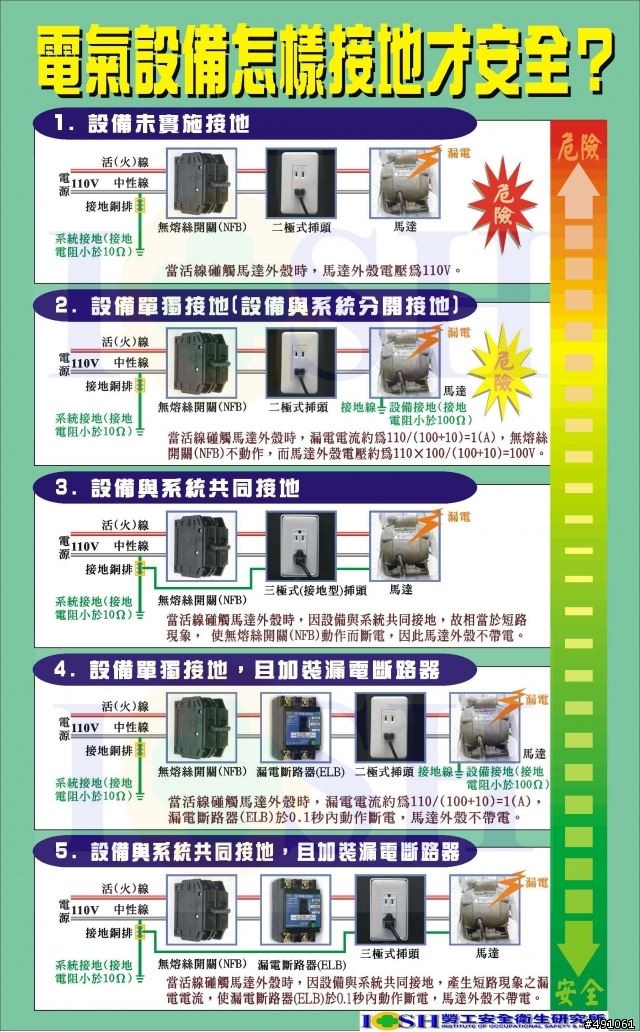 電氣設備怎樣接地才安全?
危險
1. 設備未實施接地
活(火)線
電源
110V 中性線
接地銅排
系統接地(接地
電阻小於10Ω)
無熔絲開關(NFB)
二極式挿頭
馬達
漏電
危險
當活線碰觸馬達外殼時，馬達外殼電壓為110V。
2. 設備單獨接地(設備與系統分開接地)
活(火)線
電源
110V 中性線
接地銅排
系統接地(接地
電阻小於10Ω)
無熔絲開關(NFB)
二極式挿頭
接地線
漏電
馬達
設備接地(接地
電阻小於100Ω)
危險
當活線碰觸馬達外殼時，漏電電流約為110/(100+10)=1(A)，無熔絲
開關(NFB)不動作，而馬達外殼電壓約為110×100/(100+10)=100V。
3. 設備與系統共同接地
活(火)線
電源
110V 中性線
接地銅排
系統接地(接地
電阻小於10Ω)
無熔絲開關(NFB)
三極式(接地型)挿頭
馬達
漏電
當活線碰觸馬達外殼時，因設備與系統共同接地，故相當於短路
現象， 使無熔絲開關(NFB)動作而斷電，因此馬達外殼不帶電。
4. 設備單獨接地，且加裝漏電斷路器
活(火)線
電源
110V 中性線
接地銅排
系統接地(接地
電阻小於10Ω)
無熔絲開關(NFB)
漏電斷路器(ELB)
二極式挿頭
接地線
漏電
馬達
設備接地(接地
電阻小於100Ω)
當活線碰觸馬達外殼時，漏電電流約為110/(100+10)=1(A)，
漏電斷路器(ELB)於0.1秒內動作斷電，馬達外殼不帶電。
5. 設備與系統共同接地，且加裝漏電斷路器
活(火)線
電源
110V 中性線
接地銅排
系統接地(接地
電阻小於10Ω)
無熔絲開關(NFB)
漏電斷路器(ELB)
三極式挿頭
馬達
漏電
當活線碰觸馬達外殼時，因設備與系統共同接地，產生短路現象之漏
電電流，使漏電斷路器(ELB)於0.1秒內動作斷電，馬達外殼不帶電。
安全
IOSH 勞工安全衛生研究所
INSTITUTE OF OCCUPATIONAL SAFETY & HEALTH
#491061